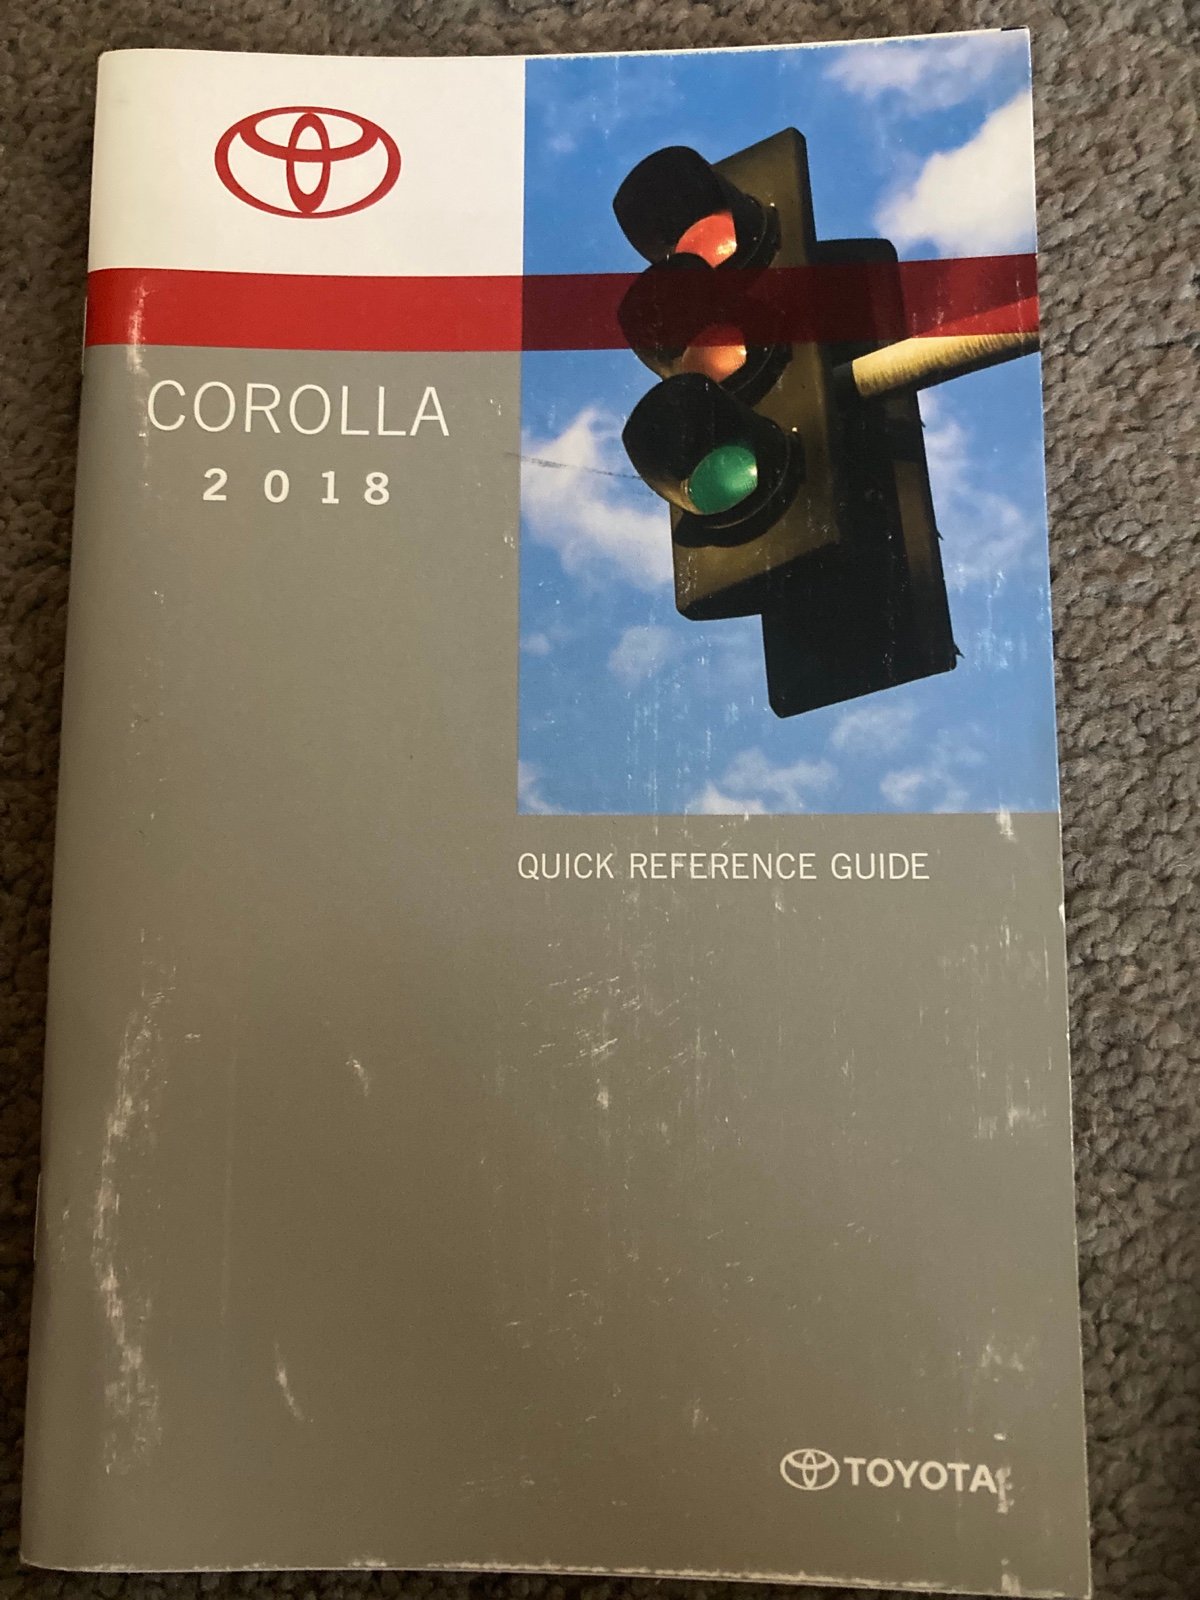 COROLLA
2018
QUICK REFERENCE GUIDE
TOYOTA